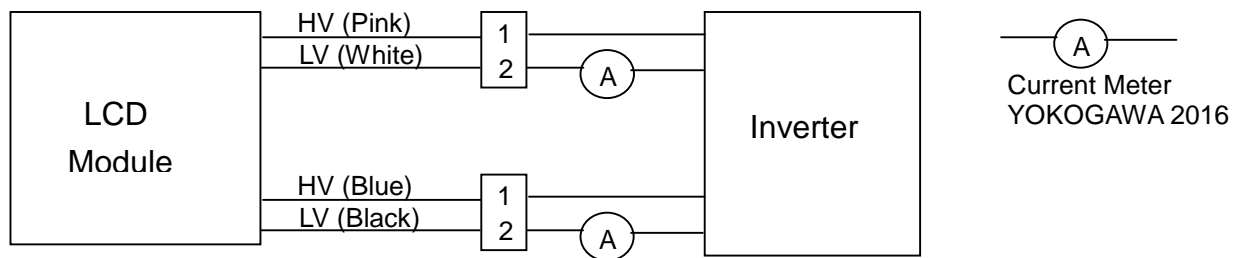 HV (Pink)
LV (White)
1
2
A
LCD
Module
HV (Blue)
LV (Black)
1
2
A
Inverter
A
Current Meter
YOKOGAWA 2016